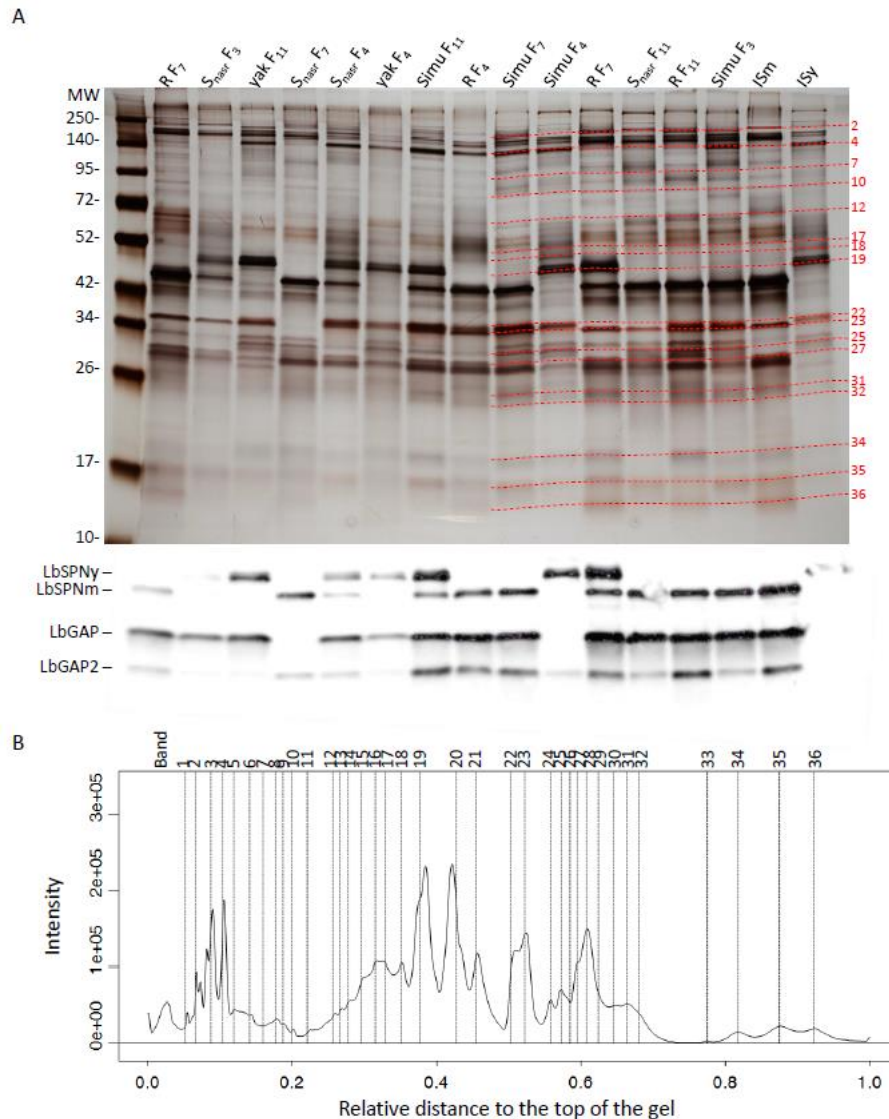 A
MW R F7 Snasr F3 yak F11 Snasr F7 Snasr F4 yak F4 Simu F11 R F4 Simu F7 Simu F4 R F7 Snasr F11 R F11 Simu F3 ISm ISy
250-
140-
95-
72-
52-
42-
34-
26-
17-
10-
2
4
7
10
12
17
18
19
22
23
25
27
31
32
34
35
36
LbSPNy
LbSPNm
LbGAP
LbGAP2
B
Band 1 2 3 4 5 6 7 8 9 10 11 12 13 14 15 16 17 18 19 20 21 22 23 24 25 26 27 28 29 30 31 32 33 34 35 36
3e+05
2e+05
1e+05
0e+00
Intensity
0.0 0.2 0.4 0.6 0.8 1.0
Relative distance to the top of the gel